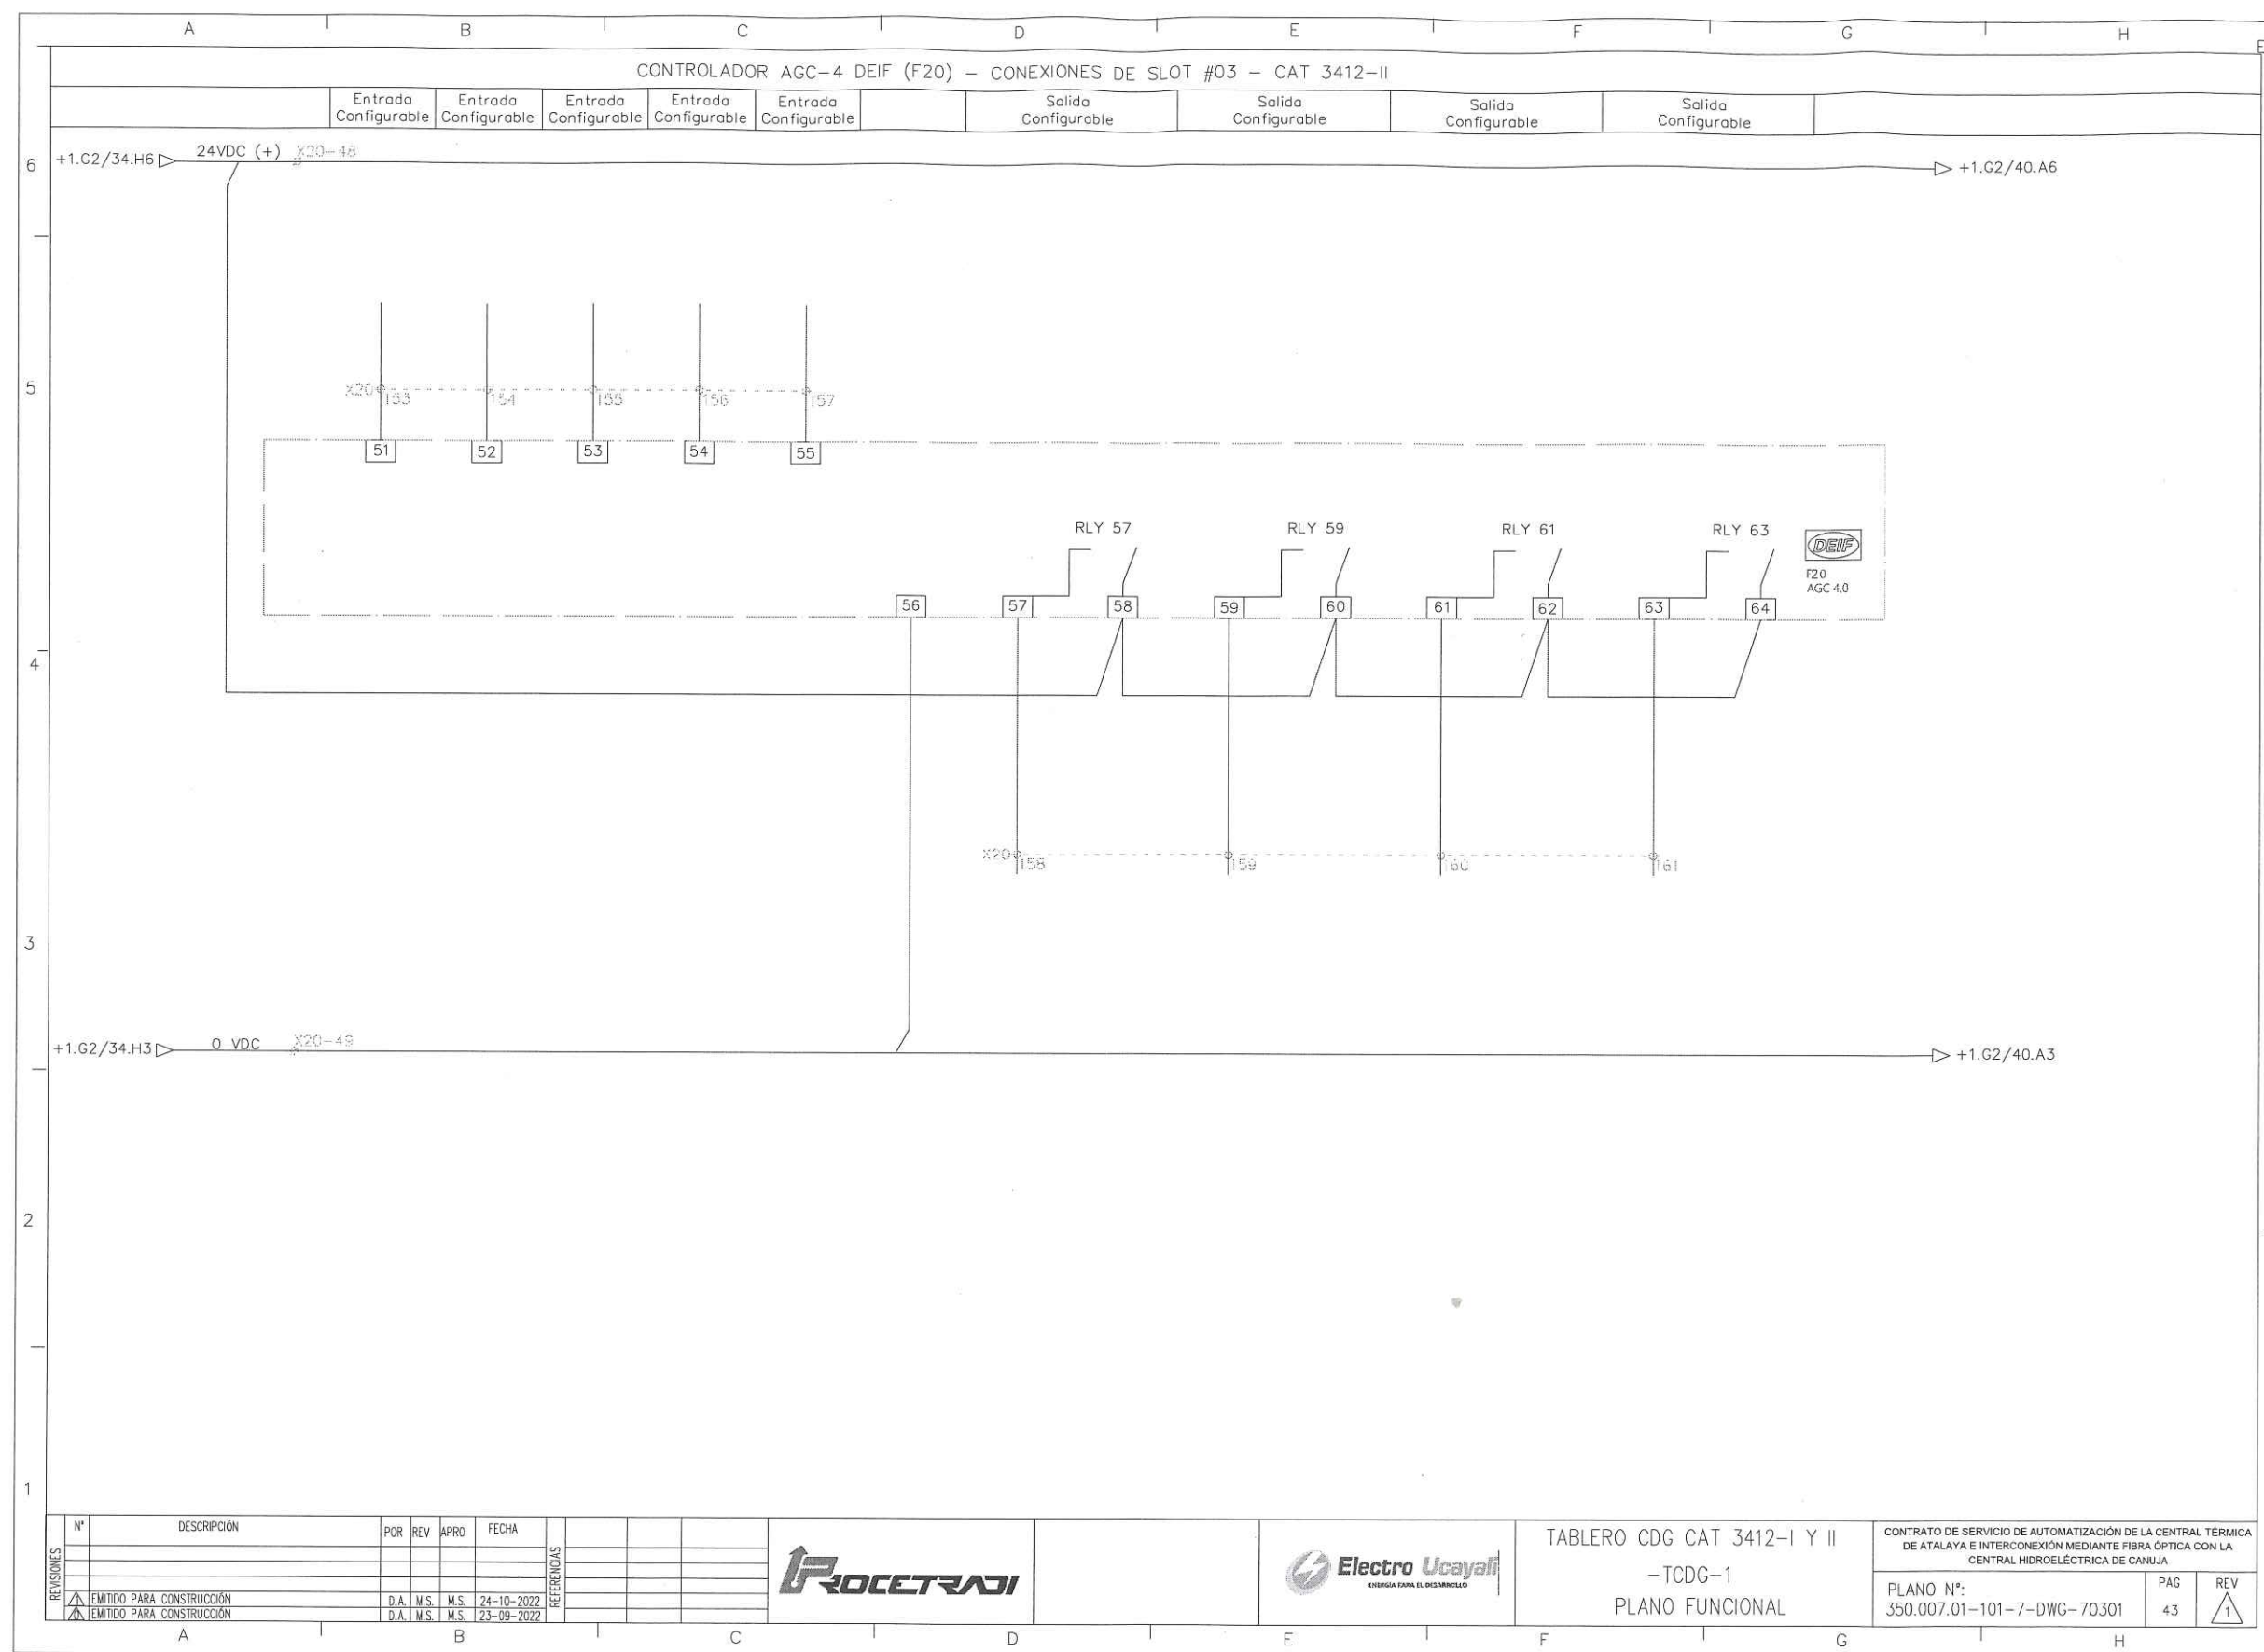 A B C D E F G H
CONTROLADOR AGC-4 DEIF (F20) - CONEXIONES DE SLOT #03 - CAT 3412-II
Entrada Configurable
Entrada Configurable
Entrada Configurable
Entrada Configurable
Entrada Configurable
Salida Configurable
Salida Configurable
Salida Configurable
Salida Configurable
6
+1.G2/34.H6
24VDC (+)
X20-48
+1.G2/40.A6
5
X20
153
154
155
156
157
51
52
53
54
55
RLY 57
RLY 59
RLY 61
RLY 63
DEIF
F20
AGC 4.0
56
57
58
59
60
61
62
63
64
4
X20
158
159
160
161
3
+1.G2/34.H3
0 VDC
X20-49
+1.G2/40.A3
2
1
REVISIONES
N° DESCRIPCIÓN POR REV APRO FECHA
1 EMITIDO PARA CONSTRUCCIÓN D.A. M.S. M.S. 24-10-2022
EMITIDO PARA CONSTRUCCIÓN D.A. M.S. M.S. 23-09-2022
REFERENCIAS
PROCETRADI
Electro Ucayali
ENERGÍA PARA EL DESARROLLO
TABLERO CDG CAT 3412-I Y II
-TCDG-1
PLANO FUNCIONAL
CONTRATO DE SERVICIO DE AUTOMATIZACIÓN DE LA CENTRAL TÉRMICA
DE ATALAYA E INTERCONEXIÓN MEDIANTE FIBRA ÓPTICA CON LA
CENTRAL HIDROELÉCTRICA DE CANUJA
PLANO N°:
350.007.01-101-7-DWG-70301
PAG
43
REV
1
A B C D E F G H